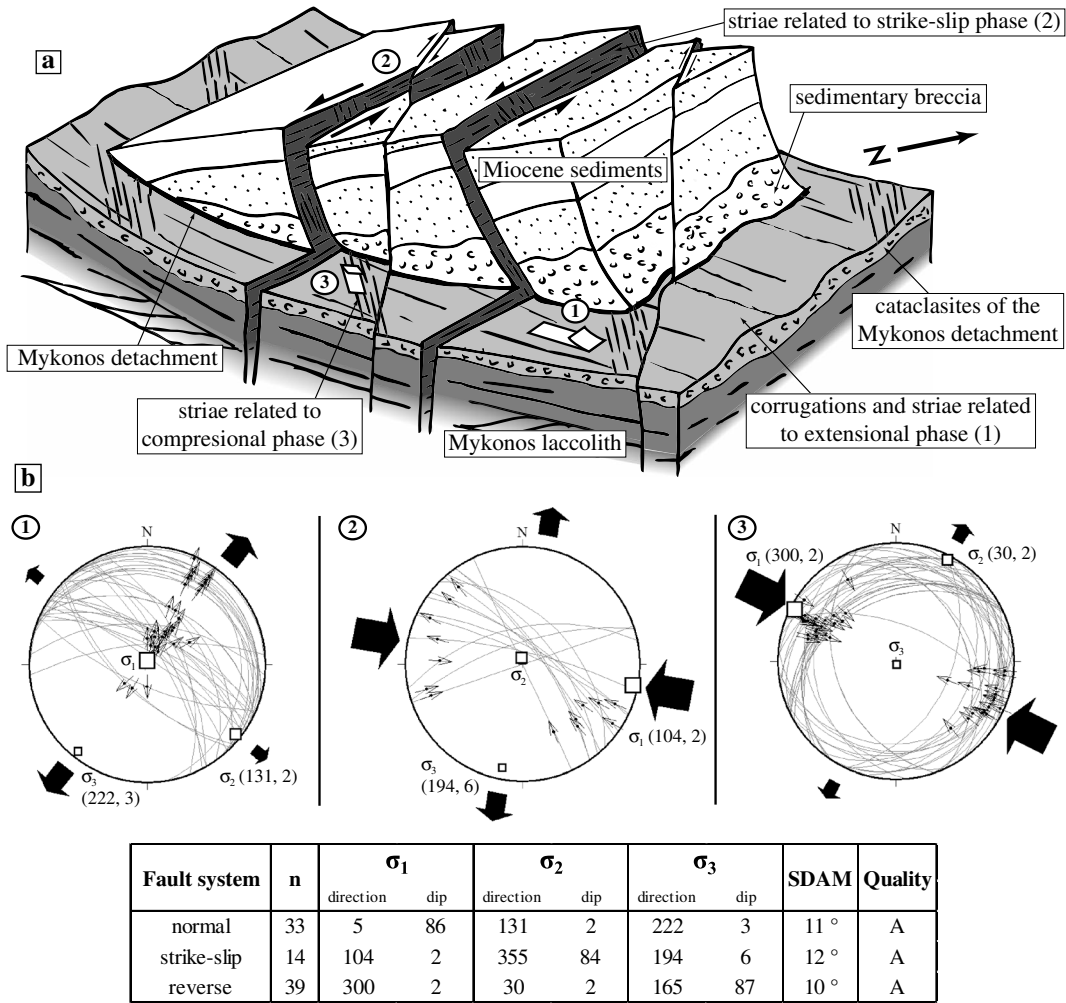 a
striae related to strike-slip phase (2)
2
sedimentary breccia
N
Miocene sediments
3
1
Mykonos detachment
cataclasites of the
Mykonos detachment
striae related to
compresional phase (3)
corrugations and striae related
to extensional phase (1)
Mykonos laccolith
b
1
N
σ1
σ2 (131, 2)
σ3
(222, 3)
2
N
σ2
σ1 (104, 2)
σ3
(194, 6)
3
N
σ1 (300, 2)
σ2 (30, 2)
σ3
Fault system n σ1 σ2 σ3 SDAM Quality
direction dip direction dip direction dip
normal 33 5 86 131 2 222 3 11 ° A
strike-slip 14 104 2 355 84 194 6 12 ° A
reverse 39 300 2 30 2 165 87 10 ° A